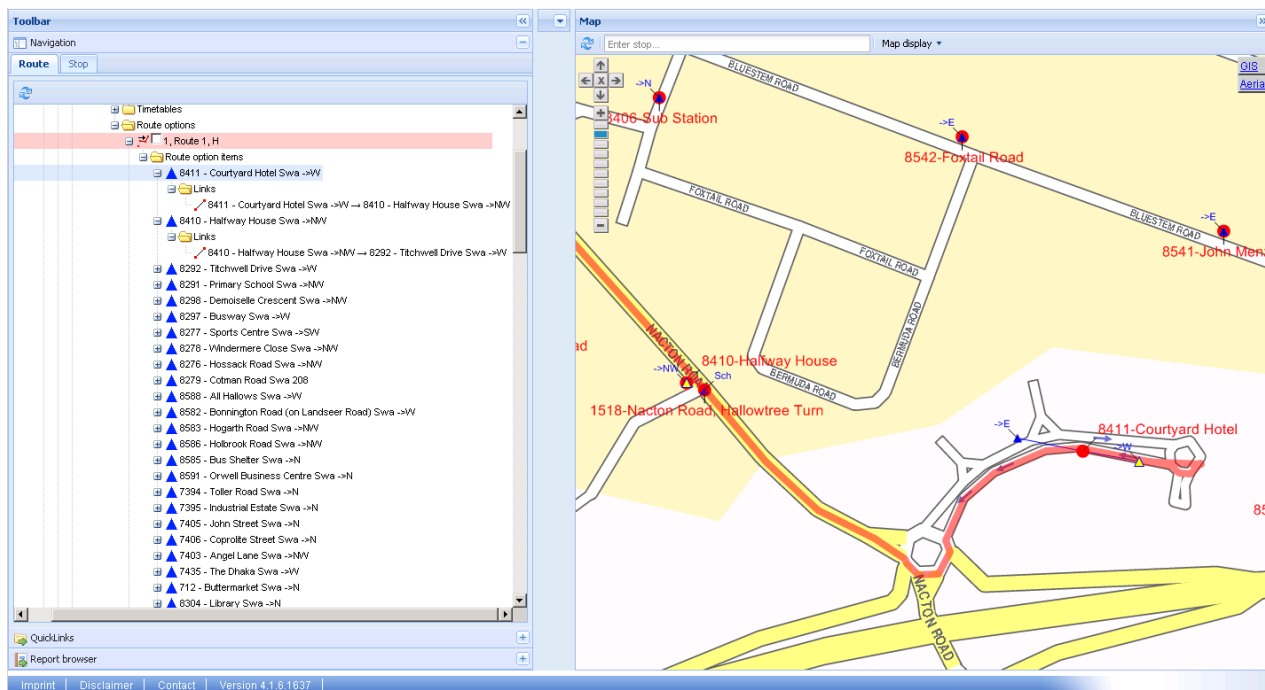 Toolbar
Navigation
Route Stop
Timetables
Route options
1, Route 1, H
Route option items
8411 - Courtyard Hotel Swa ->W
Links
8411 - Courtyard Hotel Swa ->W → 8410 - Halfway House Swa ->NW
8410 - Halfway House Swa ->NW
Links
8410 - Halfway House Swa ->NW → 8292 - Titchwell Drive Swa ->W
8292 - Titchwell Drive Swa ->W
8291 - Primary School Swa ->NW
8298 - Demoiselle Crescent Swa ->NW
8297 - Busway Swa ->W
8277 - Sports Centre Swa ->SW
8278 - Windermere Close Swa ->NW
8276 - Hossack Road Swa ->NW
8279 - Cotman Road Swa 208
8588 - All Hallows Swa ->W
8582 - Bonnington Road (on Landseer Road) Swa ->W
8583 - Hogarth Road Swa ->NW
8586 - Holbrook Road Swa ->NW
8585 - Bus Shelter Swa ->N
8591 - Orwell Business Centre Swa ->N
7394 - Toller Road Swa ->N
7395 - Industrial Estate Swa ->N
7405 - John Street Swa ->N
7406 - Coprolite Street Swa ->N
7403 - Angel Lane Swa ->NW
7435 - The Dhaka Swa ->W
712 - Buttermarket Swa ->N
8304 - Library Swa ->N
QuickLinks
Report browser
Imprint | Disclaimer | Contact | Version 4.1.6.1637 |
Map
Enter stop...
Map display
GIS
Aeria
X
BLUESTEM ROAD
->N
8406-Sub Station
->E
8542-Foxtail Road
FOXTAIL ROAD
BLUESTEM ROAD
->E
8541-John Men
FOXTAIL ROAD
BERMUDA ROAD
NACTON ROAD
ad
8410-Halfway House
->NW
Sch
BERMUDA ROAD
1518-Nacton Road, Hallowtree Turn
->E
8411-Courtyard Hotel
->W
85
NACTON ROAD